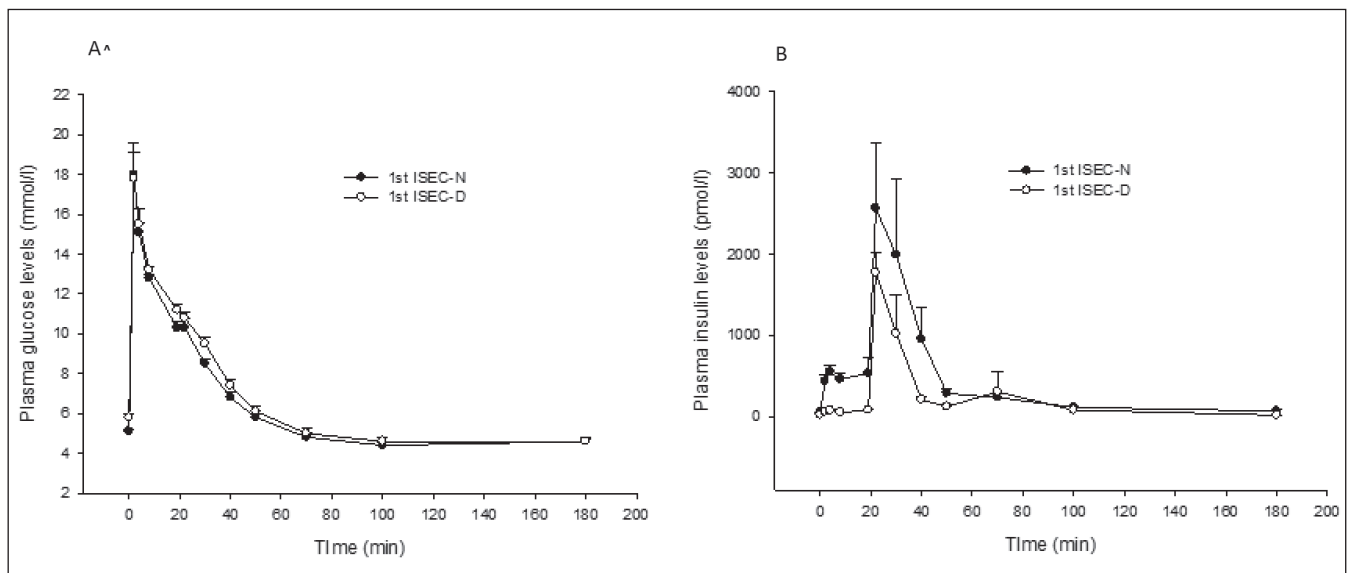 A^
22
20
18
16
14
12
10
8
6
4
2
Plasma glucose levels (mmol/l)
1st ISEC-N
1st ISEC-D
0 20 40 60 80 100 120 140 160 180 200
TIme (min)
B
4000
3000
2000
1000
0
Plasma insulin levels (pmol/l)
1st ISEC-N
1st ISEC-D
0 20 40 60 80 100 120 140 160 180 200
TIme (min)